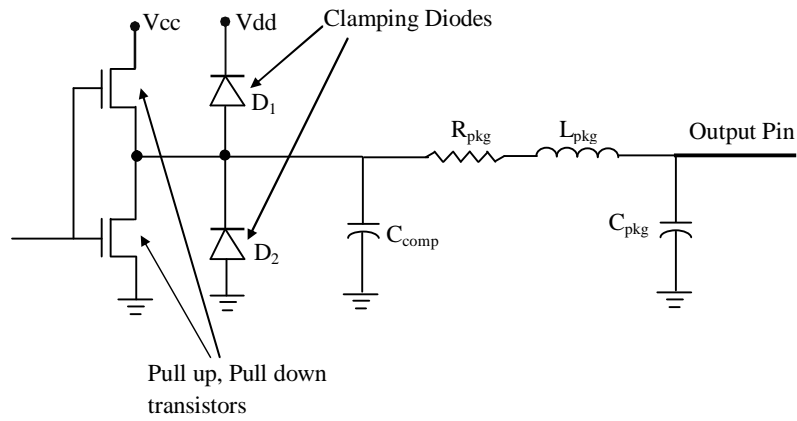 Vcc
Vdd
Clamping Diodes
D1
Rpkg
Lpkg
Output Pin
D2
Ccomp
Cpkg
Pull up, Pull down
transistors